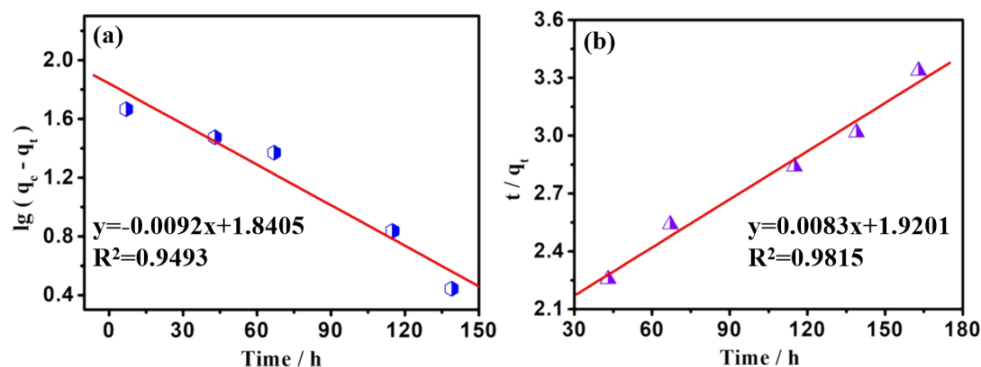 (a)
2.0
1.6
1.2
0.8
0.4
lg ( qe - qt )
y=-0.0092x+1.8405
R²=0.9493
0 30 60 90 120 150
Time / h
(b)
3.6
3.3
3.0
2.7
2.4
2.1
t / qt
y=0.0083x+1.9201
R²=0.9815
30 60 90 120 150 180
Time / h